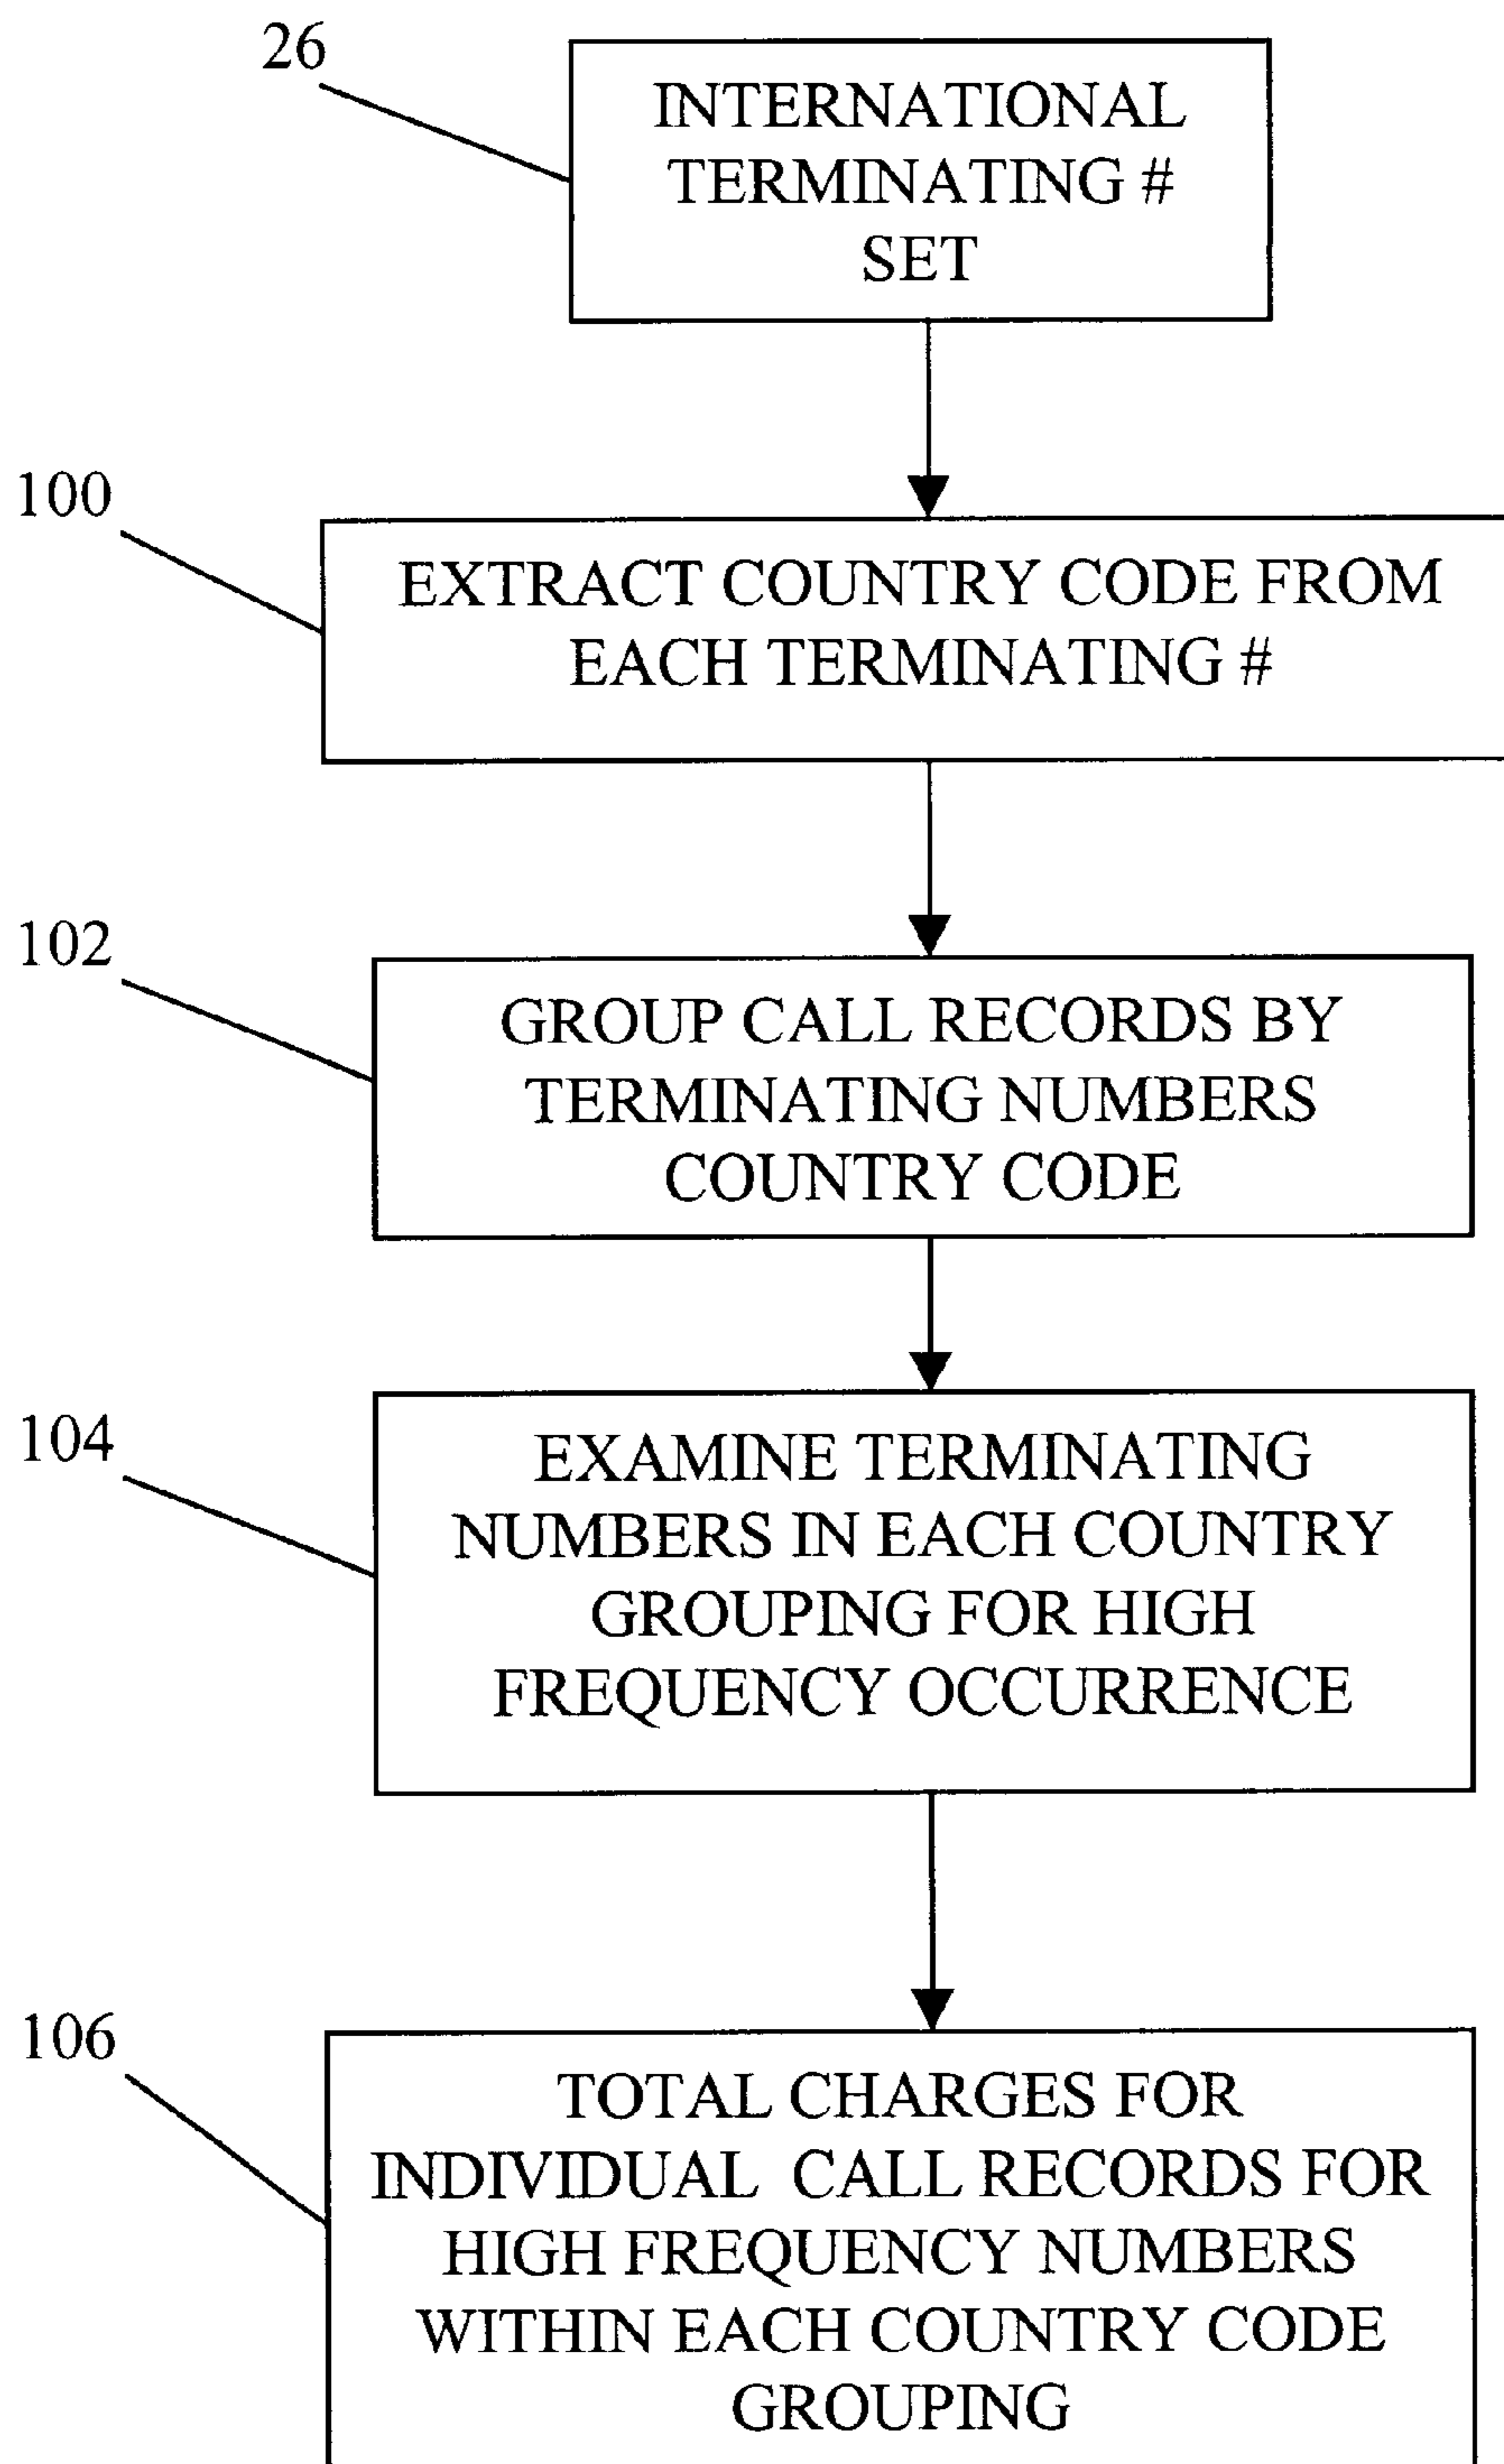 26
INTERNATIONAL
TERMINATING #
SET
100
EXTRACT COUNTRY CODE FROM
EACH TERMINATING #
102
GROUP CALL RECORDS BY
TERMINATING NUMBERS
COUNTRY CODE
104
EXAMINE TERMINATING
NUMBERS IN EACH COUNTRY
GROUPING FOR HIGH
FREQUENCY OCCURRENCE
106
TOTAL CHARGES FOR
INDIVIDUAL CALL RECORDS FOR
HIGH FREQUENCY NUMBERS
WITHIN EACH COUNTRY CODE
GROUPING